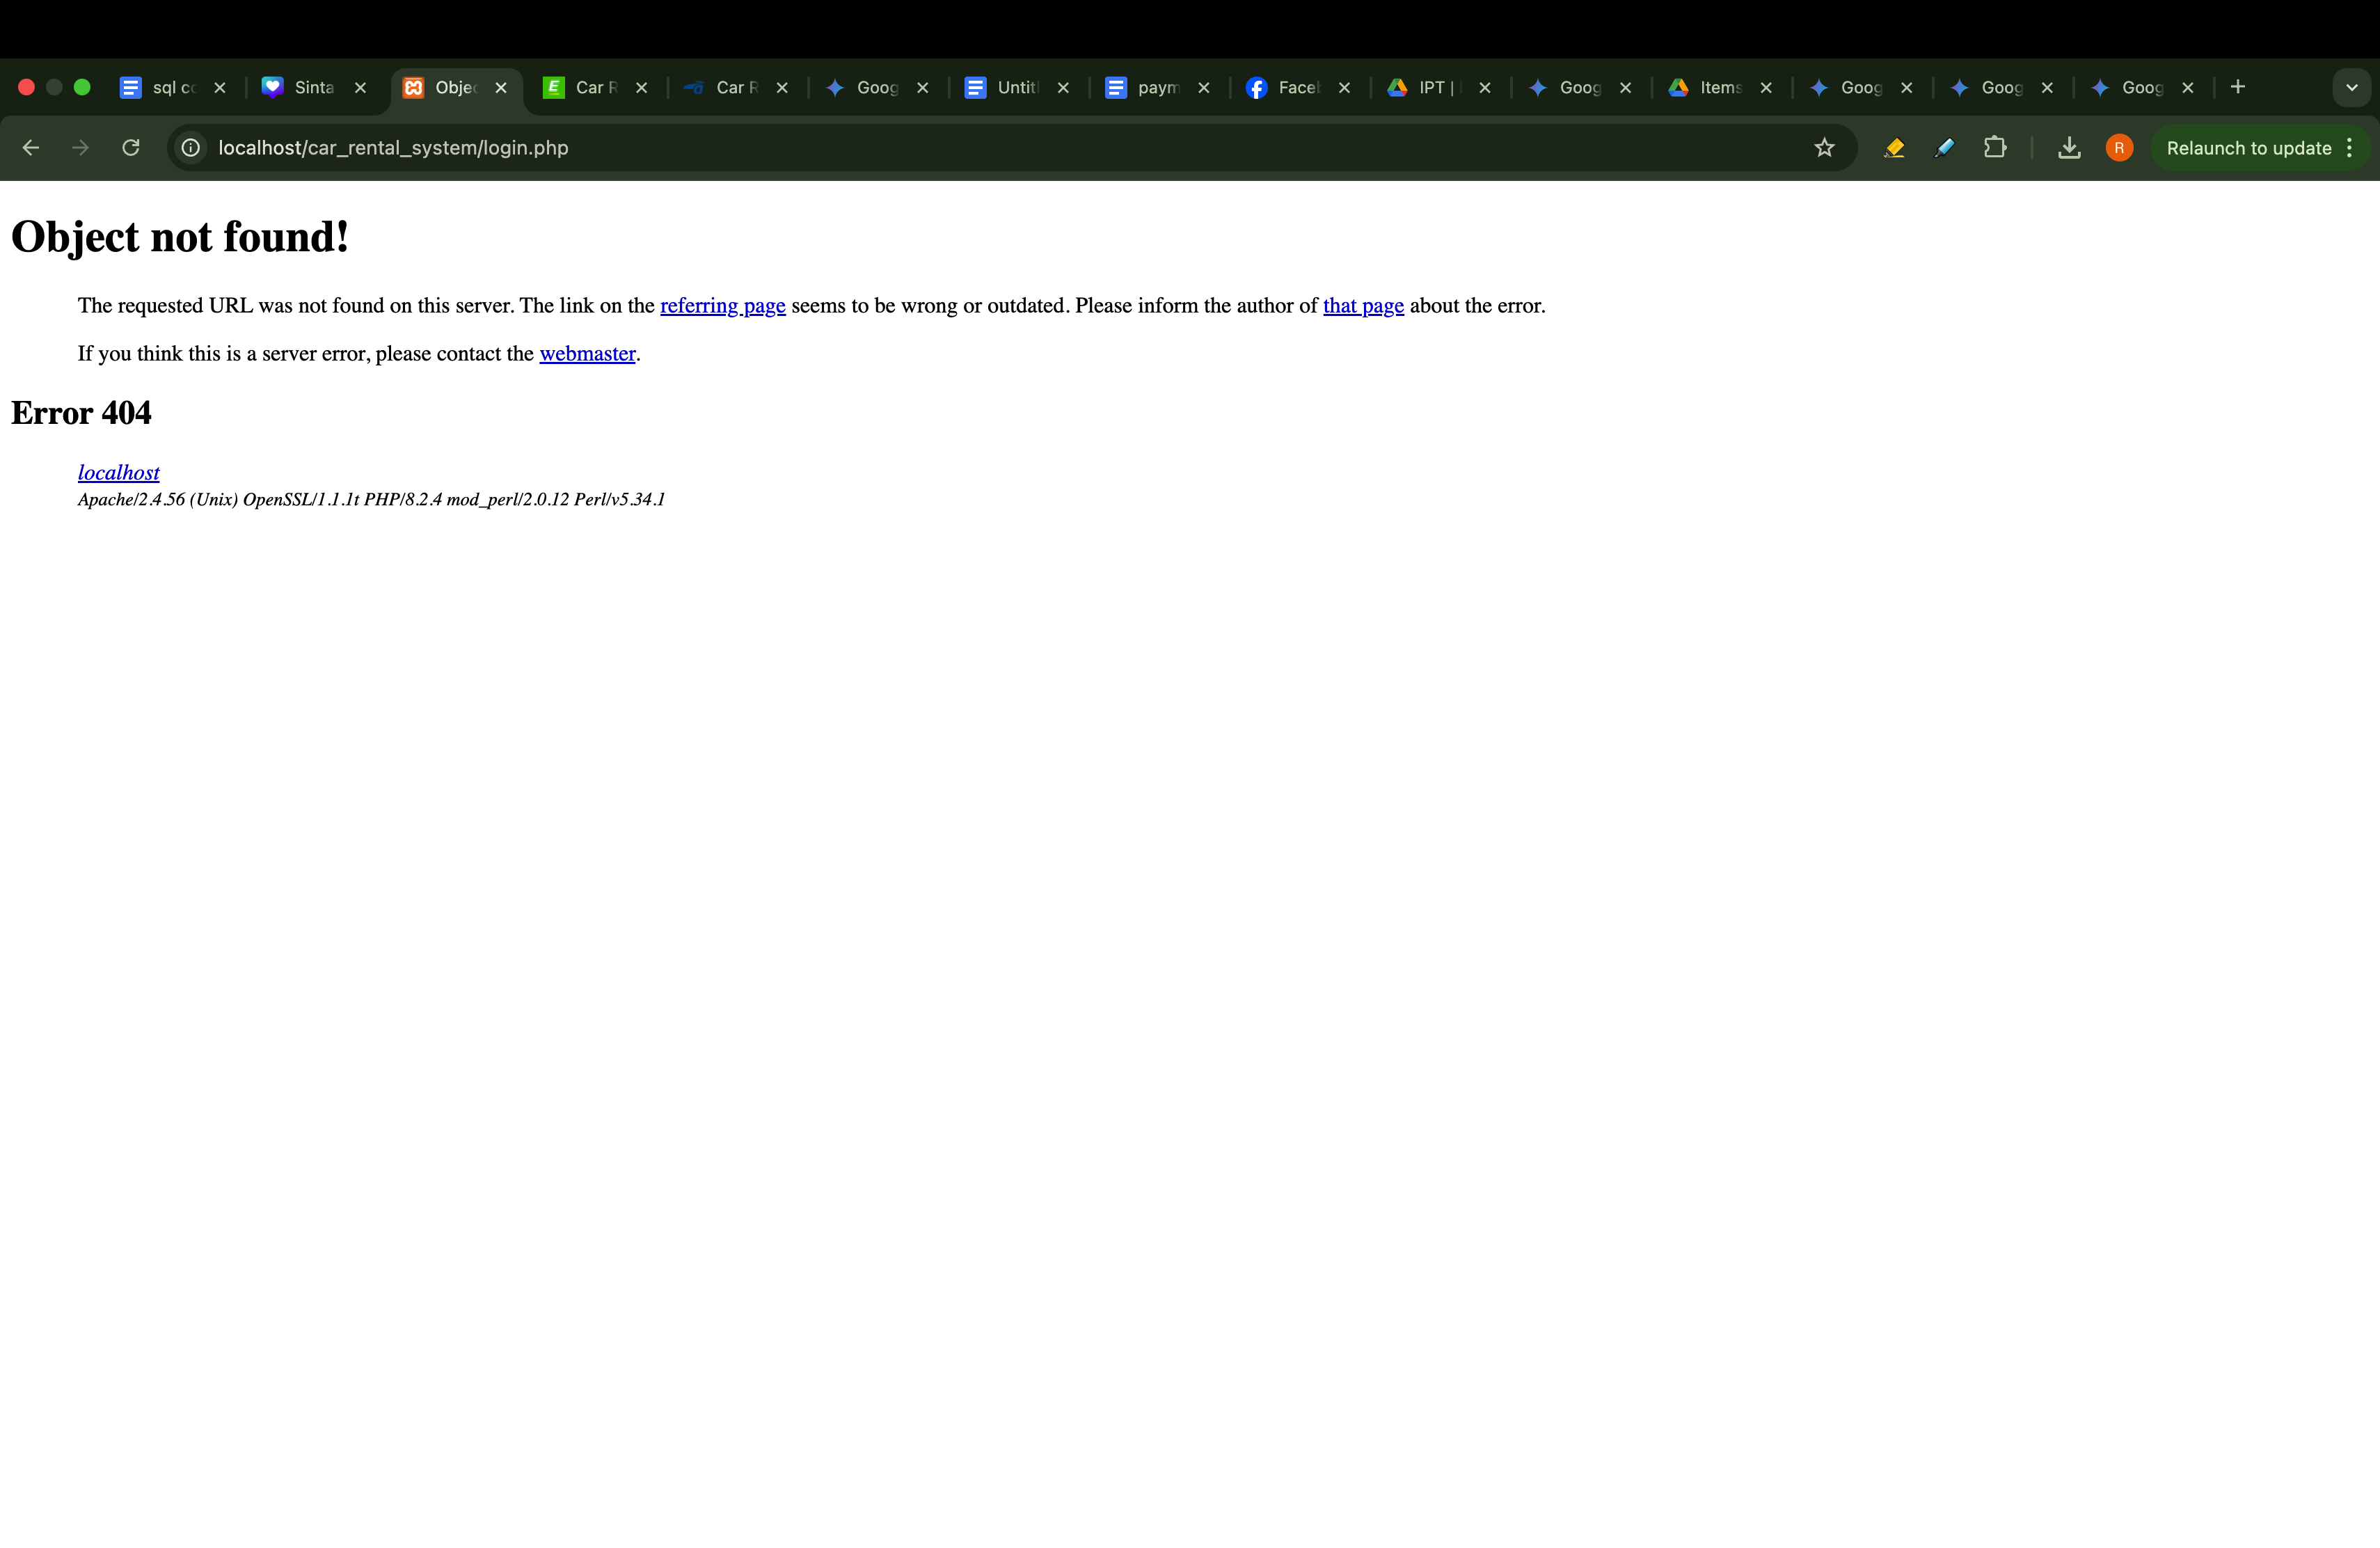 sql c
Sinta
Objec
Car R
Car R
Goog
Untitl
paym
Faceb
IPT |
Goog
Items
Goog
Goog
Goog
localhost/car_rental_system/login.php
R
Relaunch to update
Object not found!
The requested URL was not found on this server. The link on the referring page seems to be wrong or outdated. Please inform the author of that page about the error.
If you think this is a server error, please contact the webmaster.
Error 404
localhost
Apache/2.4.56 (Unix) OpenSSL/1.1.1t PHP/8.2.4 mod_perl/2.0.12 Perl/v5.34.1